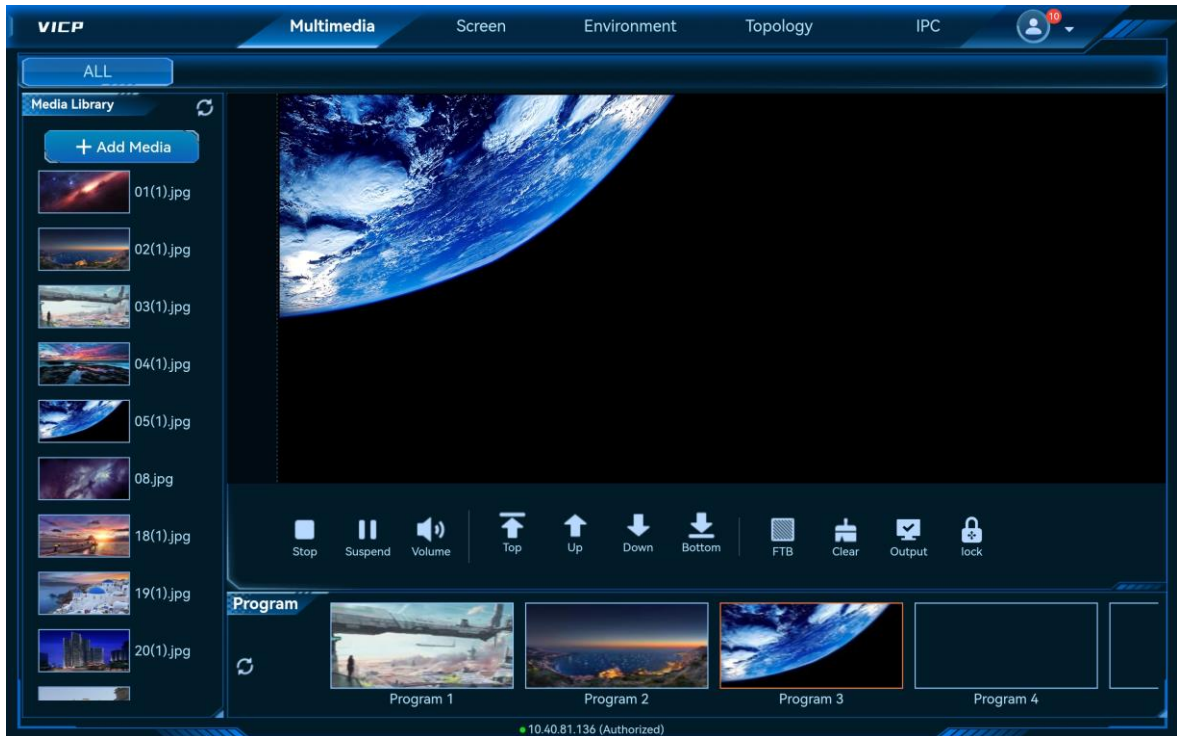 VICP
Multimedia
Screen
Environment
Topology
IPC
10
ALL
Media Library
+ Add Media
01(1).jpg
02(1).jpg
03(1).jpg
04(1).jpg
05(1).jpg
08.jpg
18(1).jpg
19(1).jpg
20(1).jpg
Stop
Suspend
Volume
Top
Up
Down
Bottom
FTB
Clear
Output
lock
Program
Program 1
Program 2
Program 3
Program 4
10.40.81.136 (Authorized)